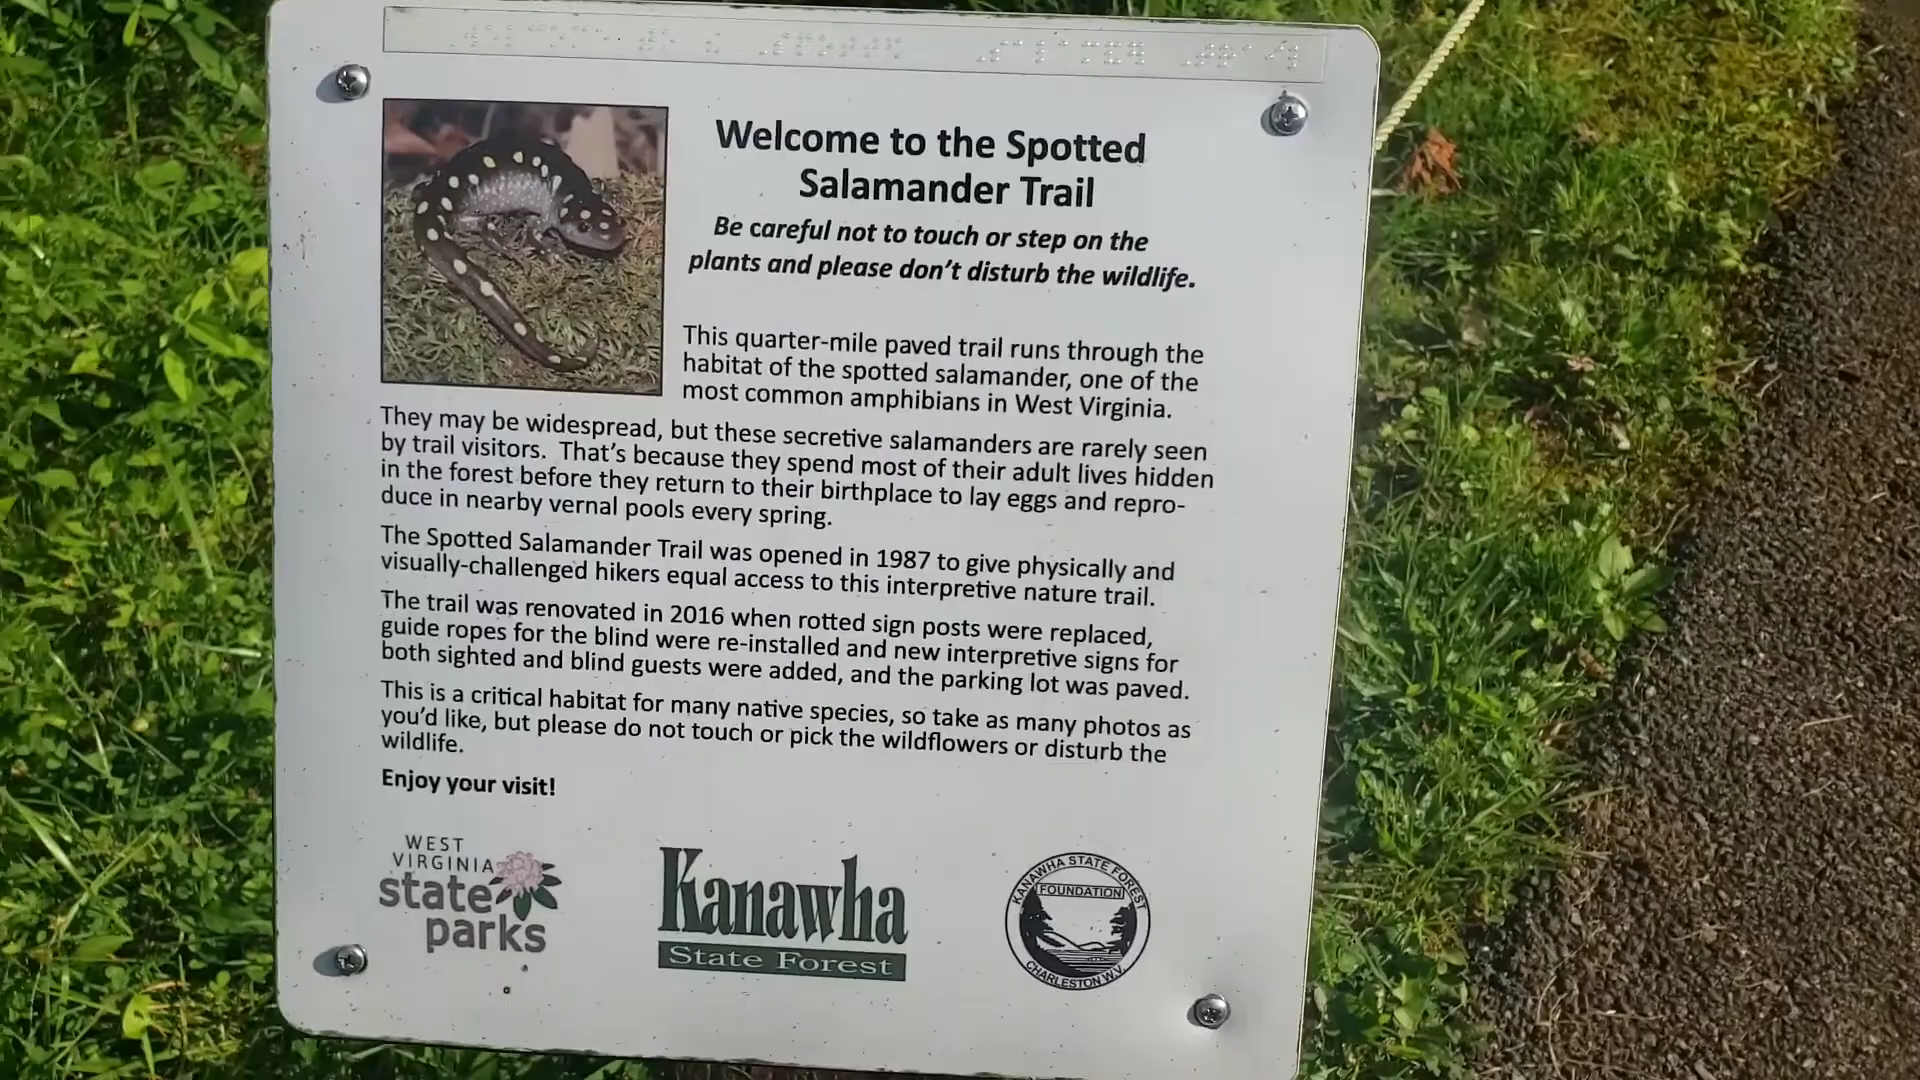 Welcome to the Spotted
Salamander Trail
Be careful not to touch or step on the
plants and please don't disturb the wildlife.
This quarter-mile paved trail runs through the
habitat of the spotted salamander, one of the
most common amphibians in West Virginia.
They may be widespread, but these secretive salamanders are rarely seen
by trail visitors. That's because they spend most of their adult lives hidden
in the forest before they return to their birthplace to lay eggs and repro-
duce in nearby vernal pools every spring.
The Spotted Salamander Trail was opened in 1987 to give physically and
visually-challenged hikers equal access to this interpretive nature trail.
The trail was renovated in 2016 when rotted sign posts were replaced,
guide ropes for the blind were re-installed and new interpretive signs for
both sighted and blind guests were added, and the parking lot was paved.
This is a critical habitat for many native species, so take as many photos as
you'd like, but please do not touch or pick the wildflowers or disturb the
wildlife.
Enjoy your visit!
WEST
VIRGINIA
state
parks
Kanawha
State Forest
KANAWHA STATE FOREST
FOUNDATION
CHARLESTON W.V.